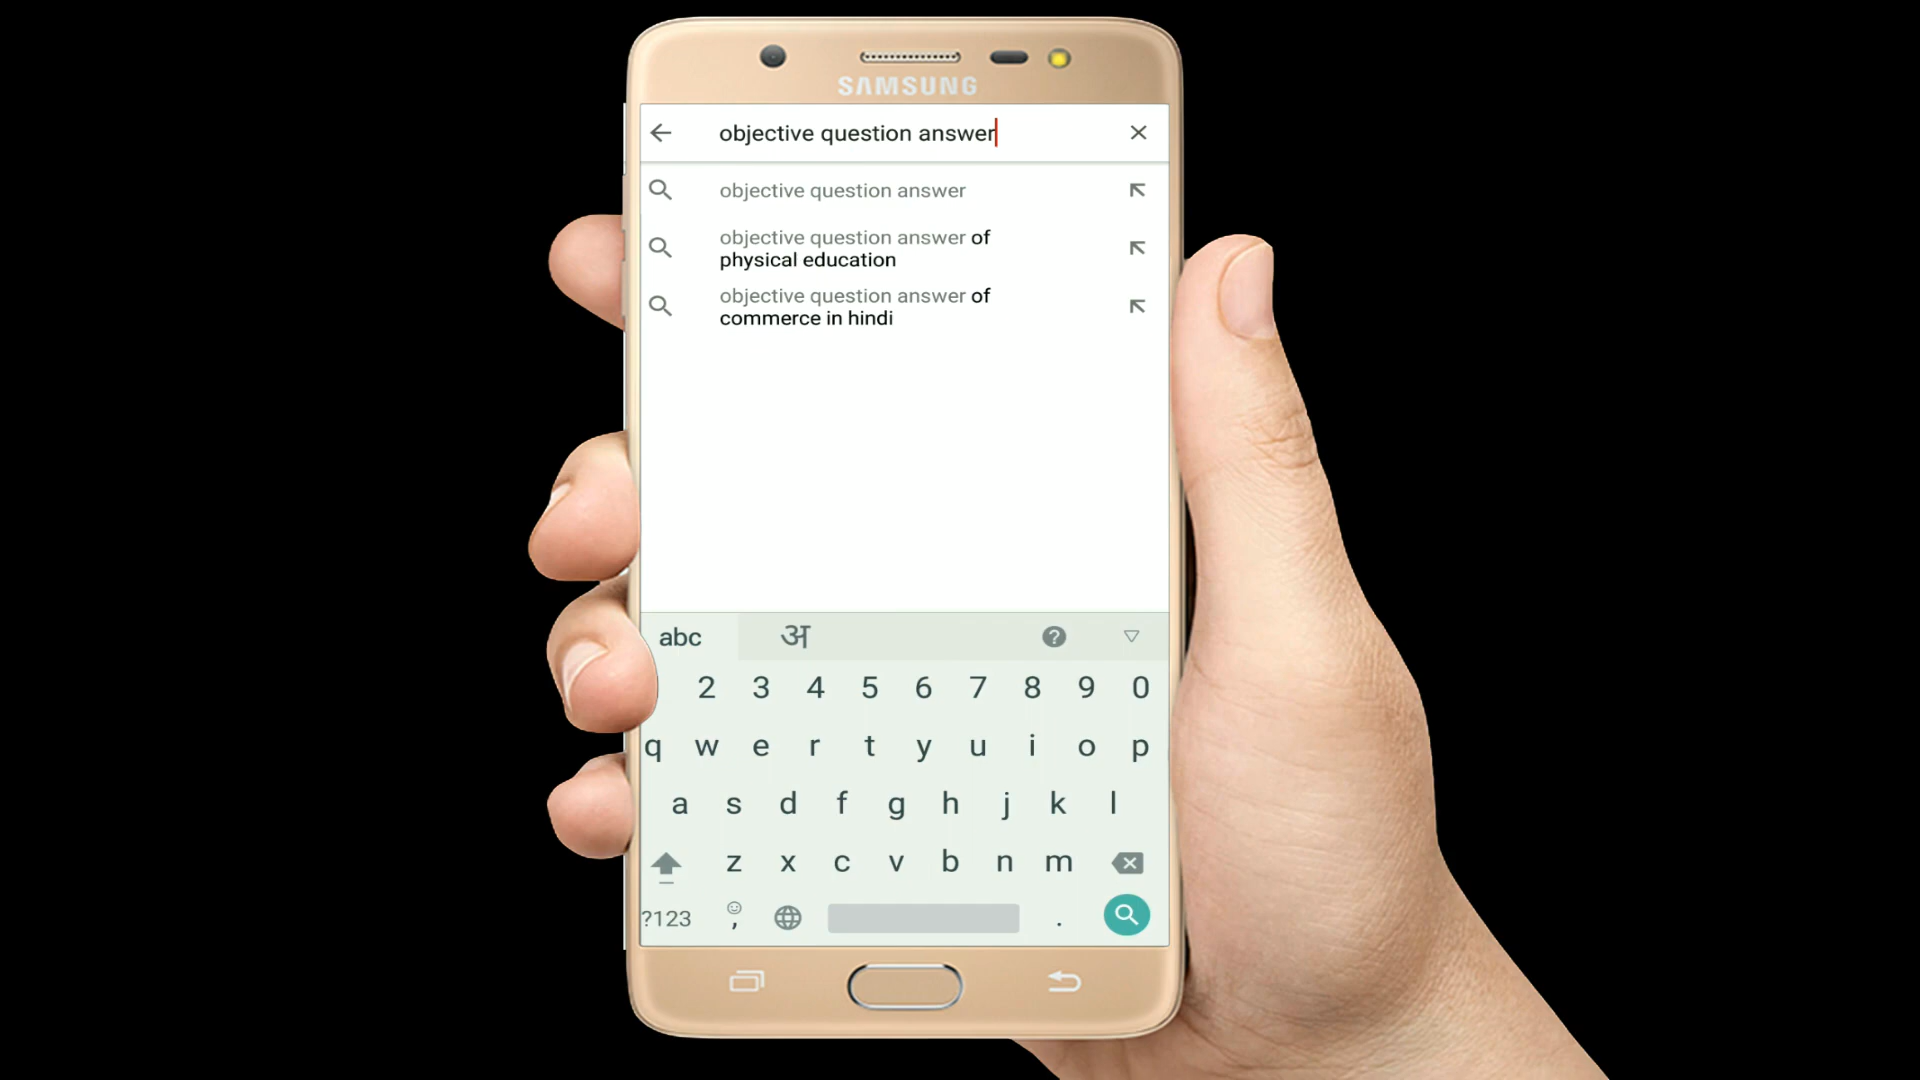 SAMSUNG
objective question answer
objective question answer
objective question answer of
physical education
objective question answer of
commerce in hindi
abc अ ?
2 3 4 5 6 7 8 9 0
q w e r t y u i o p
a s d f g h j k l
z x c v b n m
?123 , .